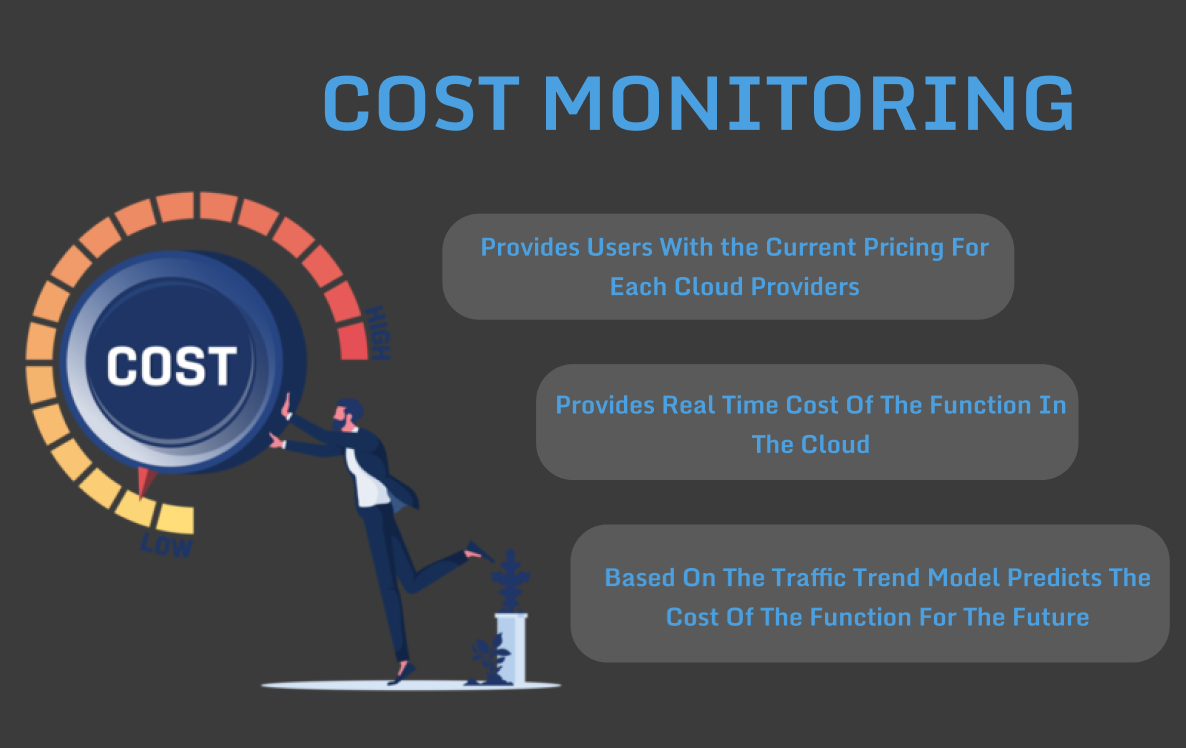 COST MONITORING
Provides Users With the Current Pricing For
Each Cloud Providers
HIGH
COST
Provides Real Time Cost Of The Function In
The Cloud
LOW
Based On The Traffic Trend Model Predicts The
Cost Of The Function For The Future